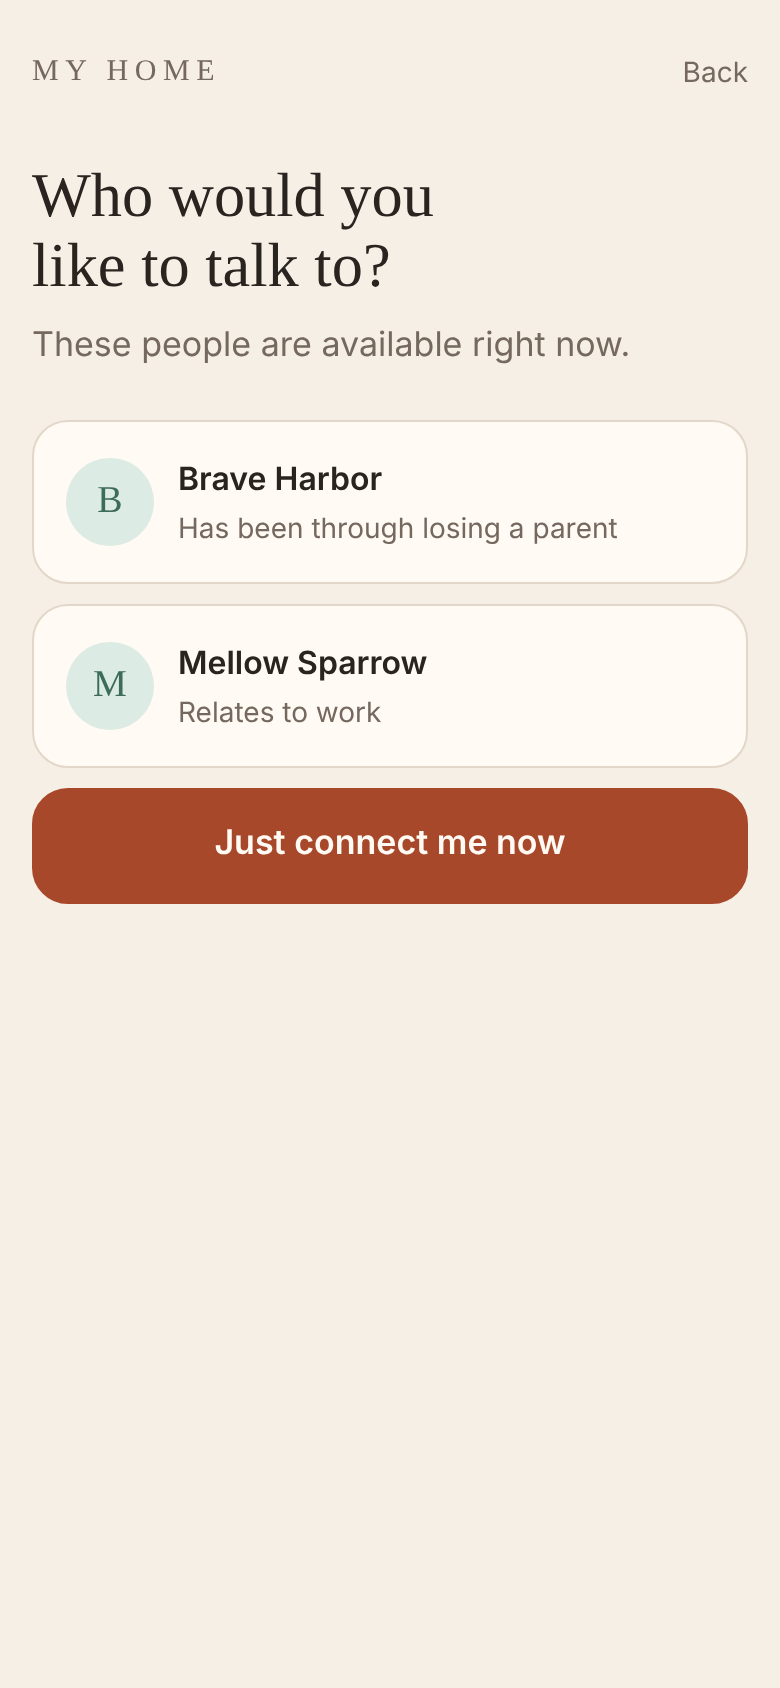 MY HOME
Back
Who would you
like to talk to?
These people are available right now.
B
Brave Harbor
Has been through losing a parent
M
Mellow Sparrow
Relates to work
Just connect me now